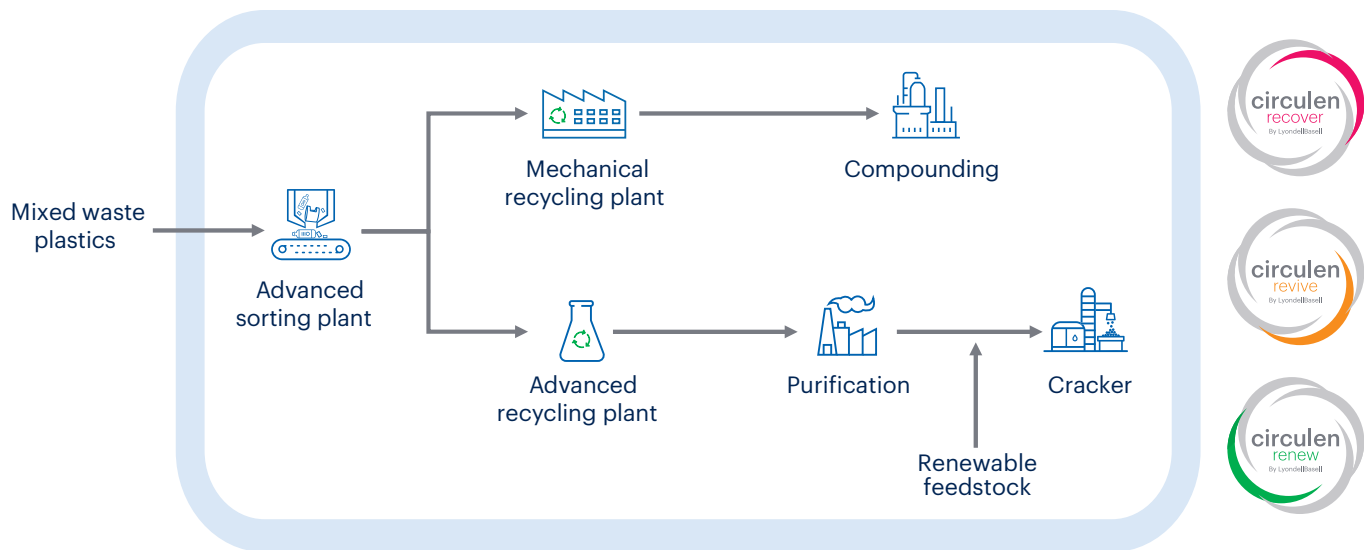 Mixed waste
plastics
Advanced
sorting plant
Mechanical
recycling plant
Compounding
Advanced
recycling plant
Purification
Cracker
Renewable
feedstock
circulen
recover
By LyondellBasell
circulen
revive
By LyondellBasell
circulen
renew
By LyondellBasell